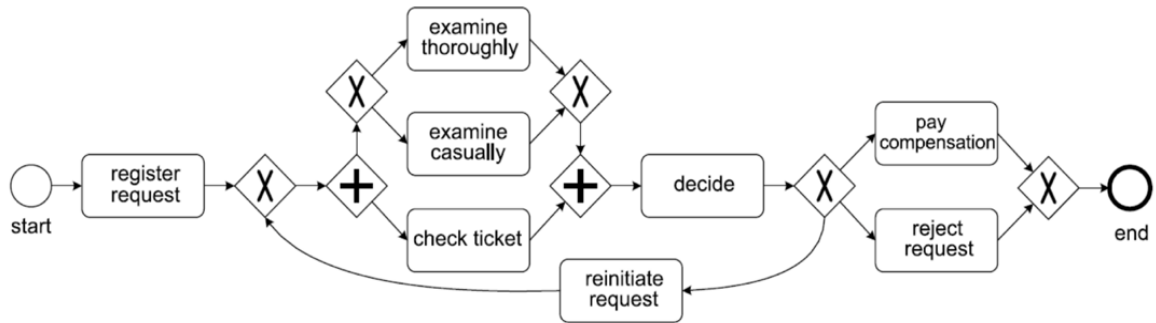 start
register
request
examine
thoroughly
examine
casually
check ticket
decide
reinitiate
request
pay
compensation
reject
request
end